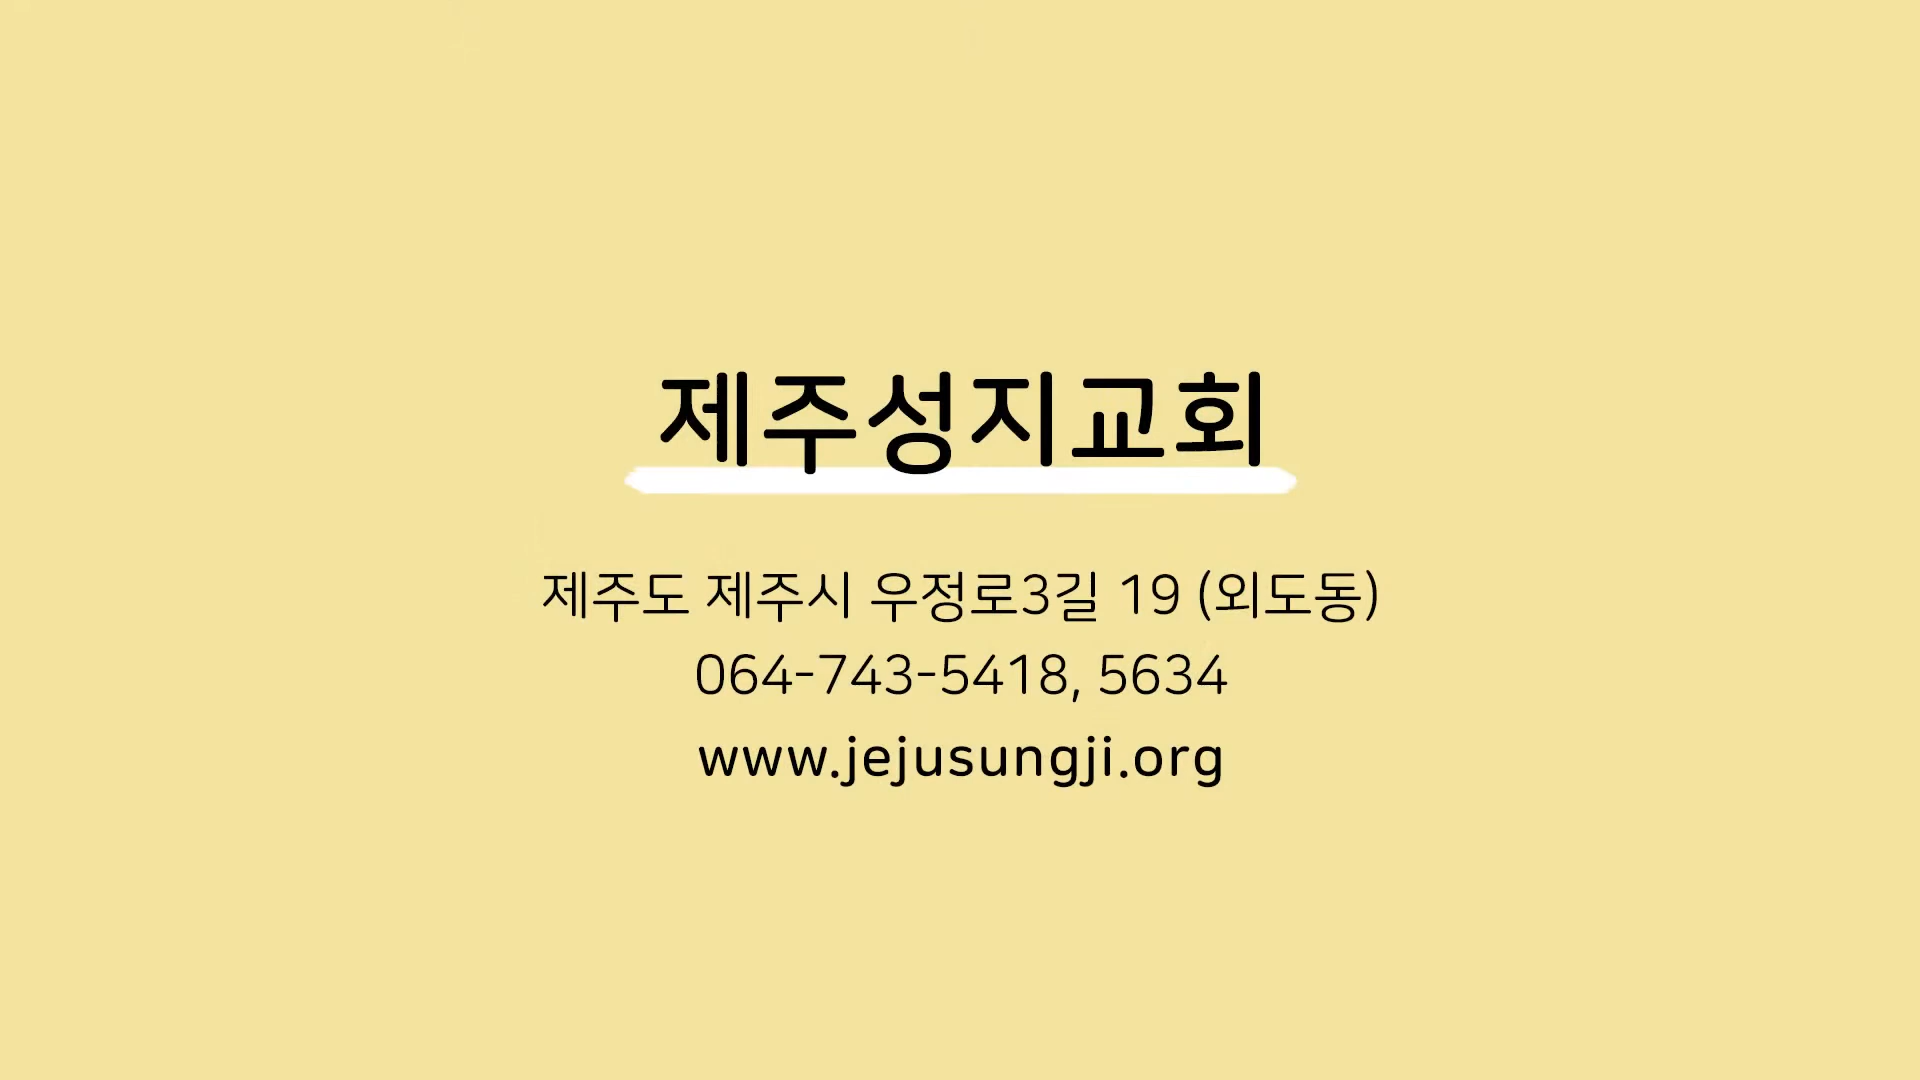 제주성지교회
제주도 제주시 우정로3길 19 (외도동)
064-743-5418, 5634
www.jejusungji.org